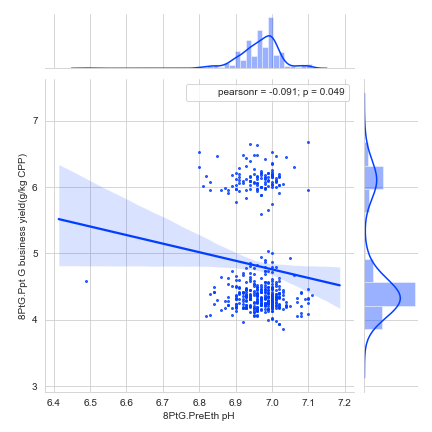 pearsonr = -0.091; p = 0.049
7
6
5
4
3
8PtG.Ppt G business yield(g/kg CPP)
6.4 6.5 6.6 6.7 6.8 6.9 7.0 7.1 7.2
8PtG.PreEth pH